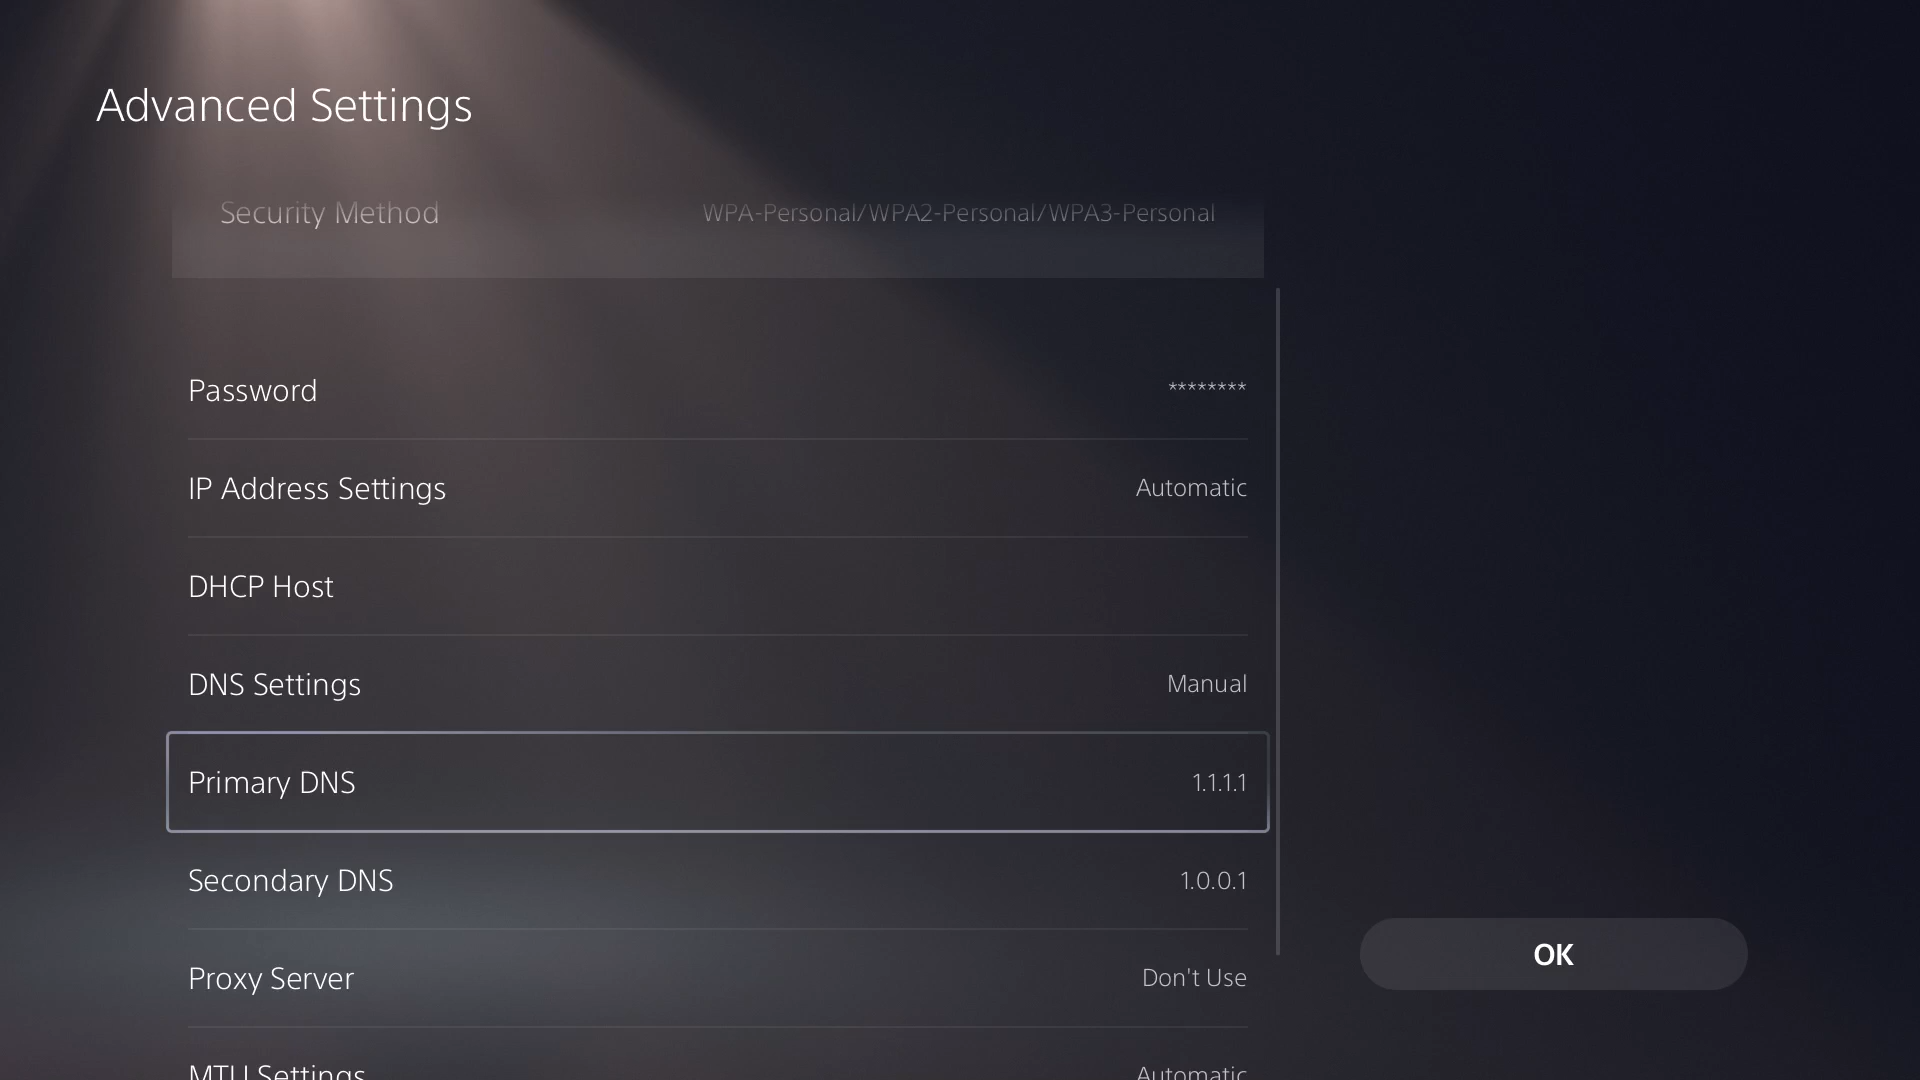 Advanced Settings
Security Method WPA-Personal/WPA2-Personal/WPA3-Personal
Password ********
IP Address Settings Automatic
DHCP Host
DNS Settings Manual
Primary DNS 1.1.1.1
Secondary DNS 1.0.0.1
OK
Proxy Server Don't Use
MTU Settings Automatic